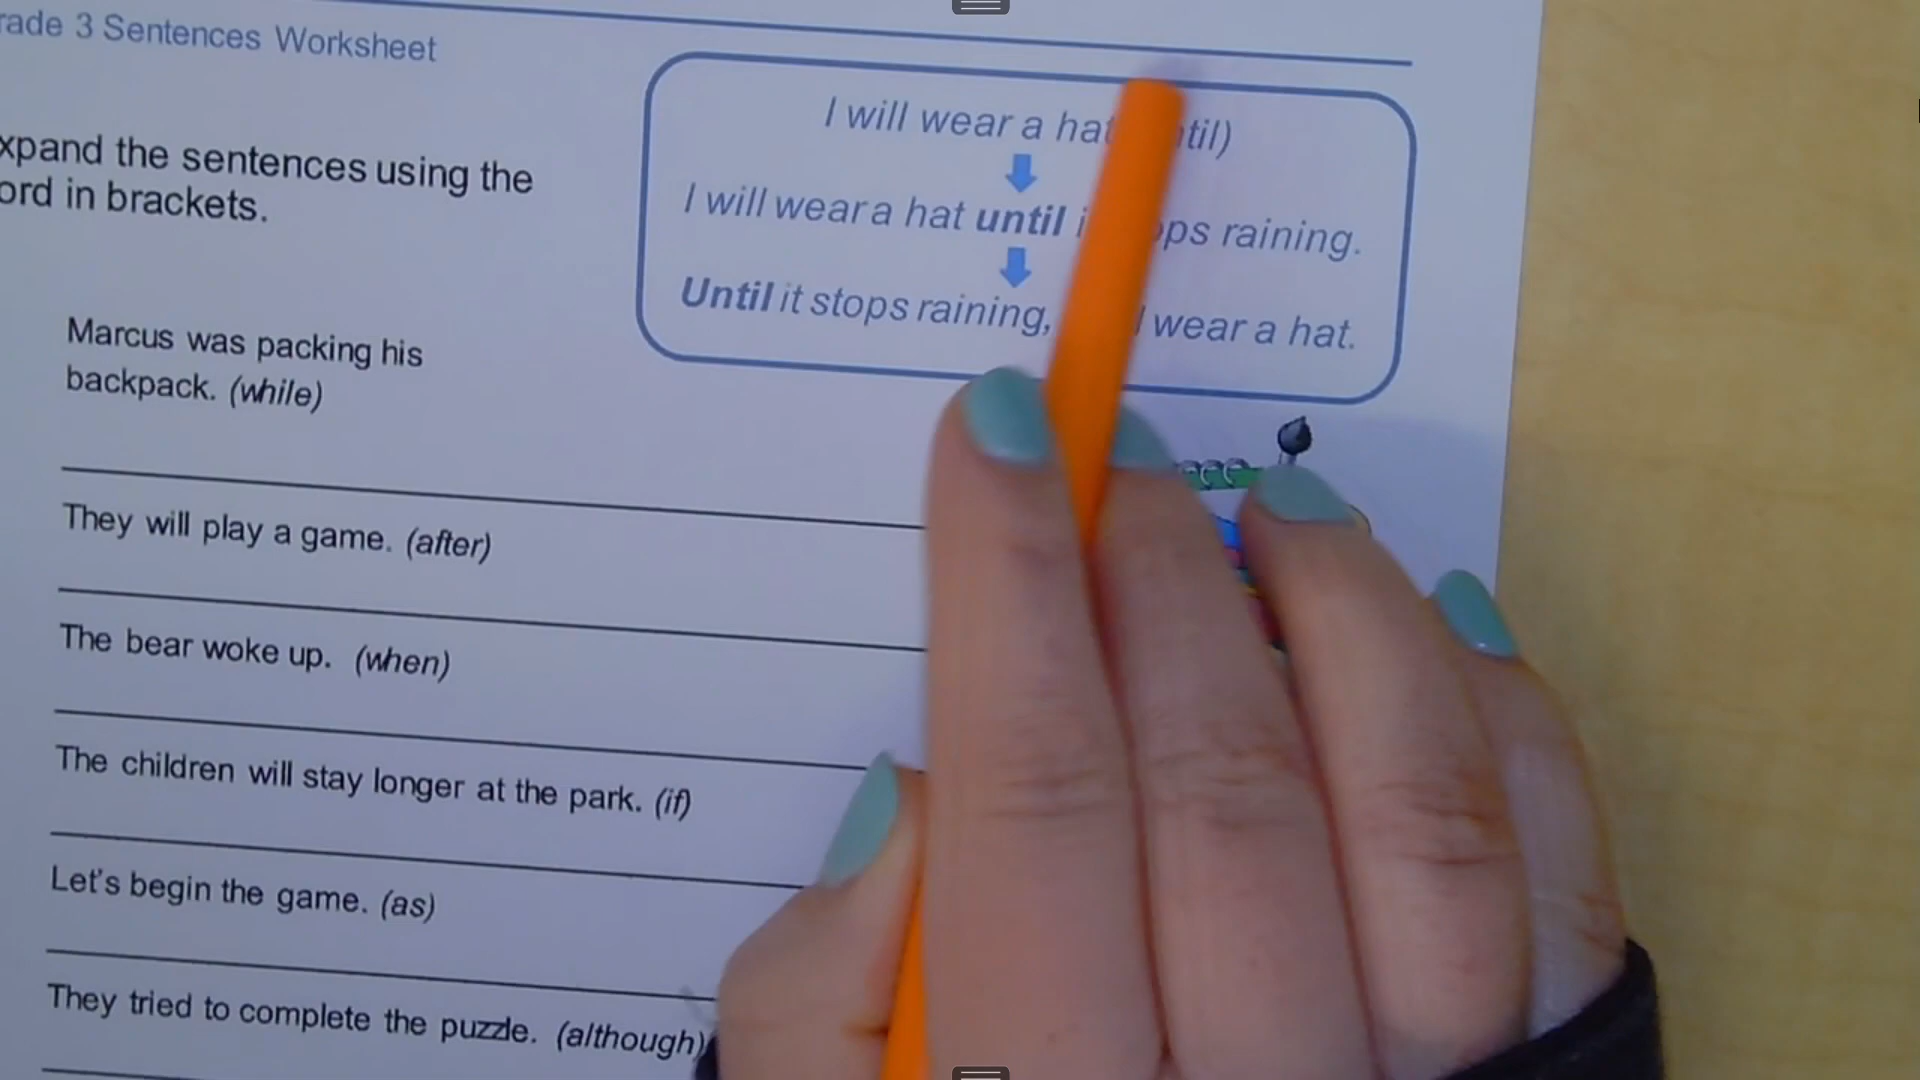 rade 3 Sentences Worksheet
I will wear a hat til)
I will wear a hat until ps raining.
Until it stops raining, wear a hat.
xpand the sentences using the
ord in brackets.
Marcus was packing his
backpack. (while)
They will play a game. (after)
The bear woke up. (when)
The children will stay longer at the park. (if)
Let's begin the game. (as)
They tried to complete the puzzle. (although)